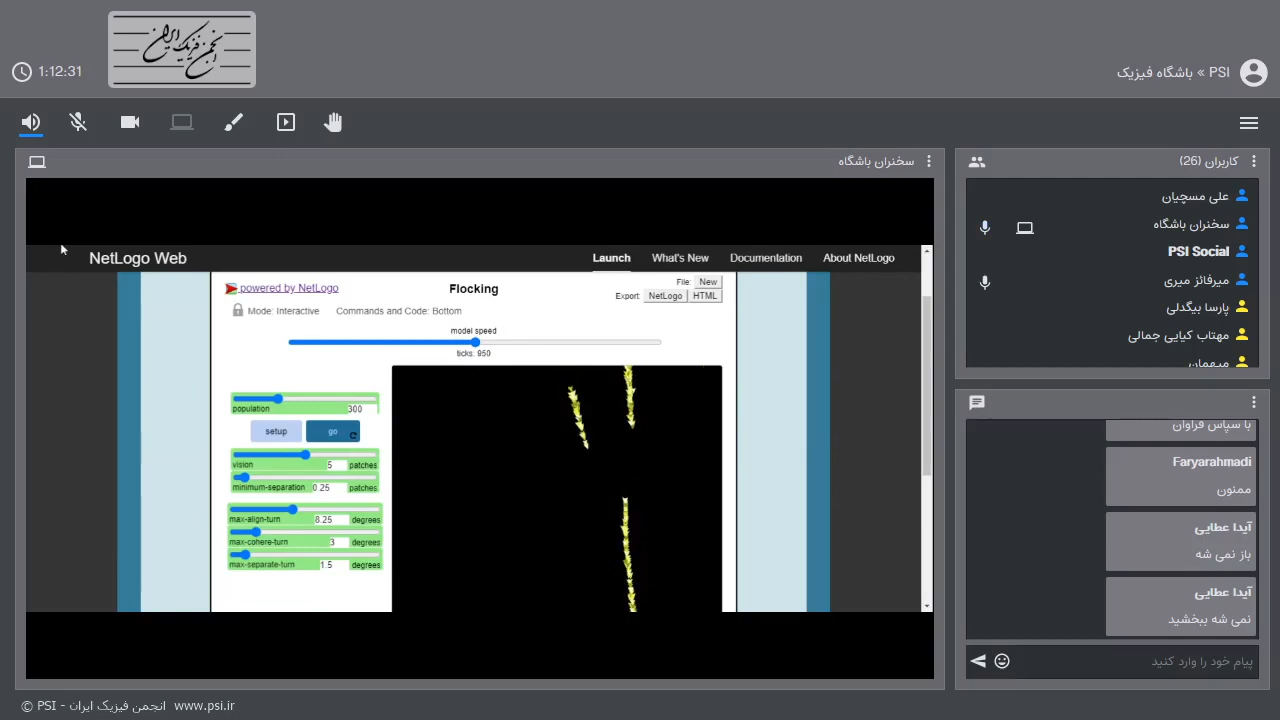 انجمن فیزیک ایران
1:12:31
PSI » باشگاه فیزیک
سخنران باشگاه
NetLogo Web
Launch
What's New
Documentation
About NetLogo
powered by NetLogo
Flocking
File: New
Export: NetLogo HTML
Mode: Interactive
Commands and Code: Bottom
model speed
ticks: 950
population 300
setup
go
vision 5 patches
minimum-separation 0.25 patches
max-align-turn 8.25 degrees
max-cohere-turn 3 degrees
max-separate-turn 1.5 degrees
کاربران (26)
علی مسچیان
سخنران باشگاه
PSI Social
میرفائز میری
پارسا بیگدلی
مهتاب کیایی جمالی
میهمان
با سپاس فراوان
Faryarahmadi
ممنون
آیدا عطایی
باز نمی شه
آیدا عطایی
نمی شه ببخشید
پیام خود را وارد کنید
© PSI - انجمن فیزیک ایران www.psi.ir